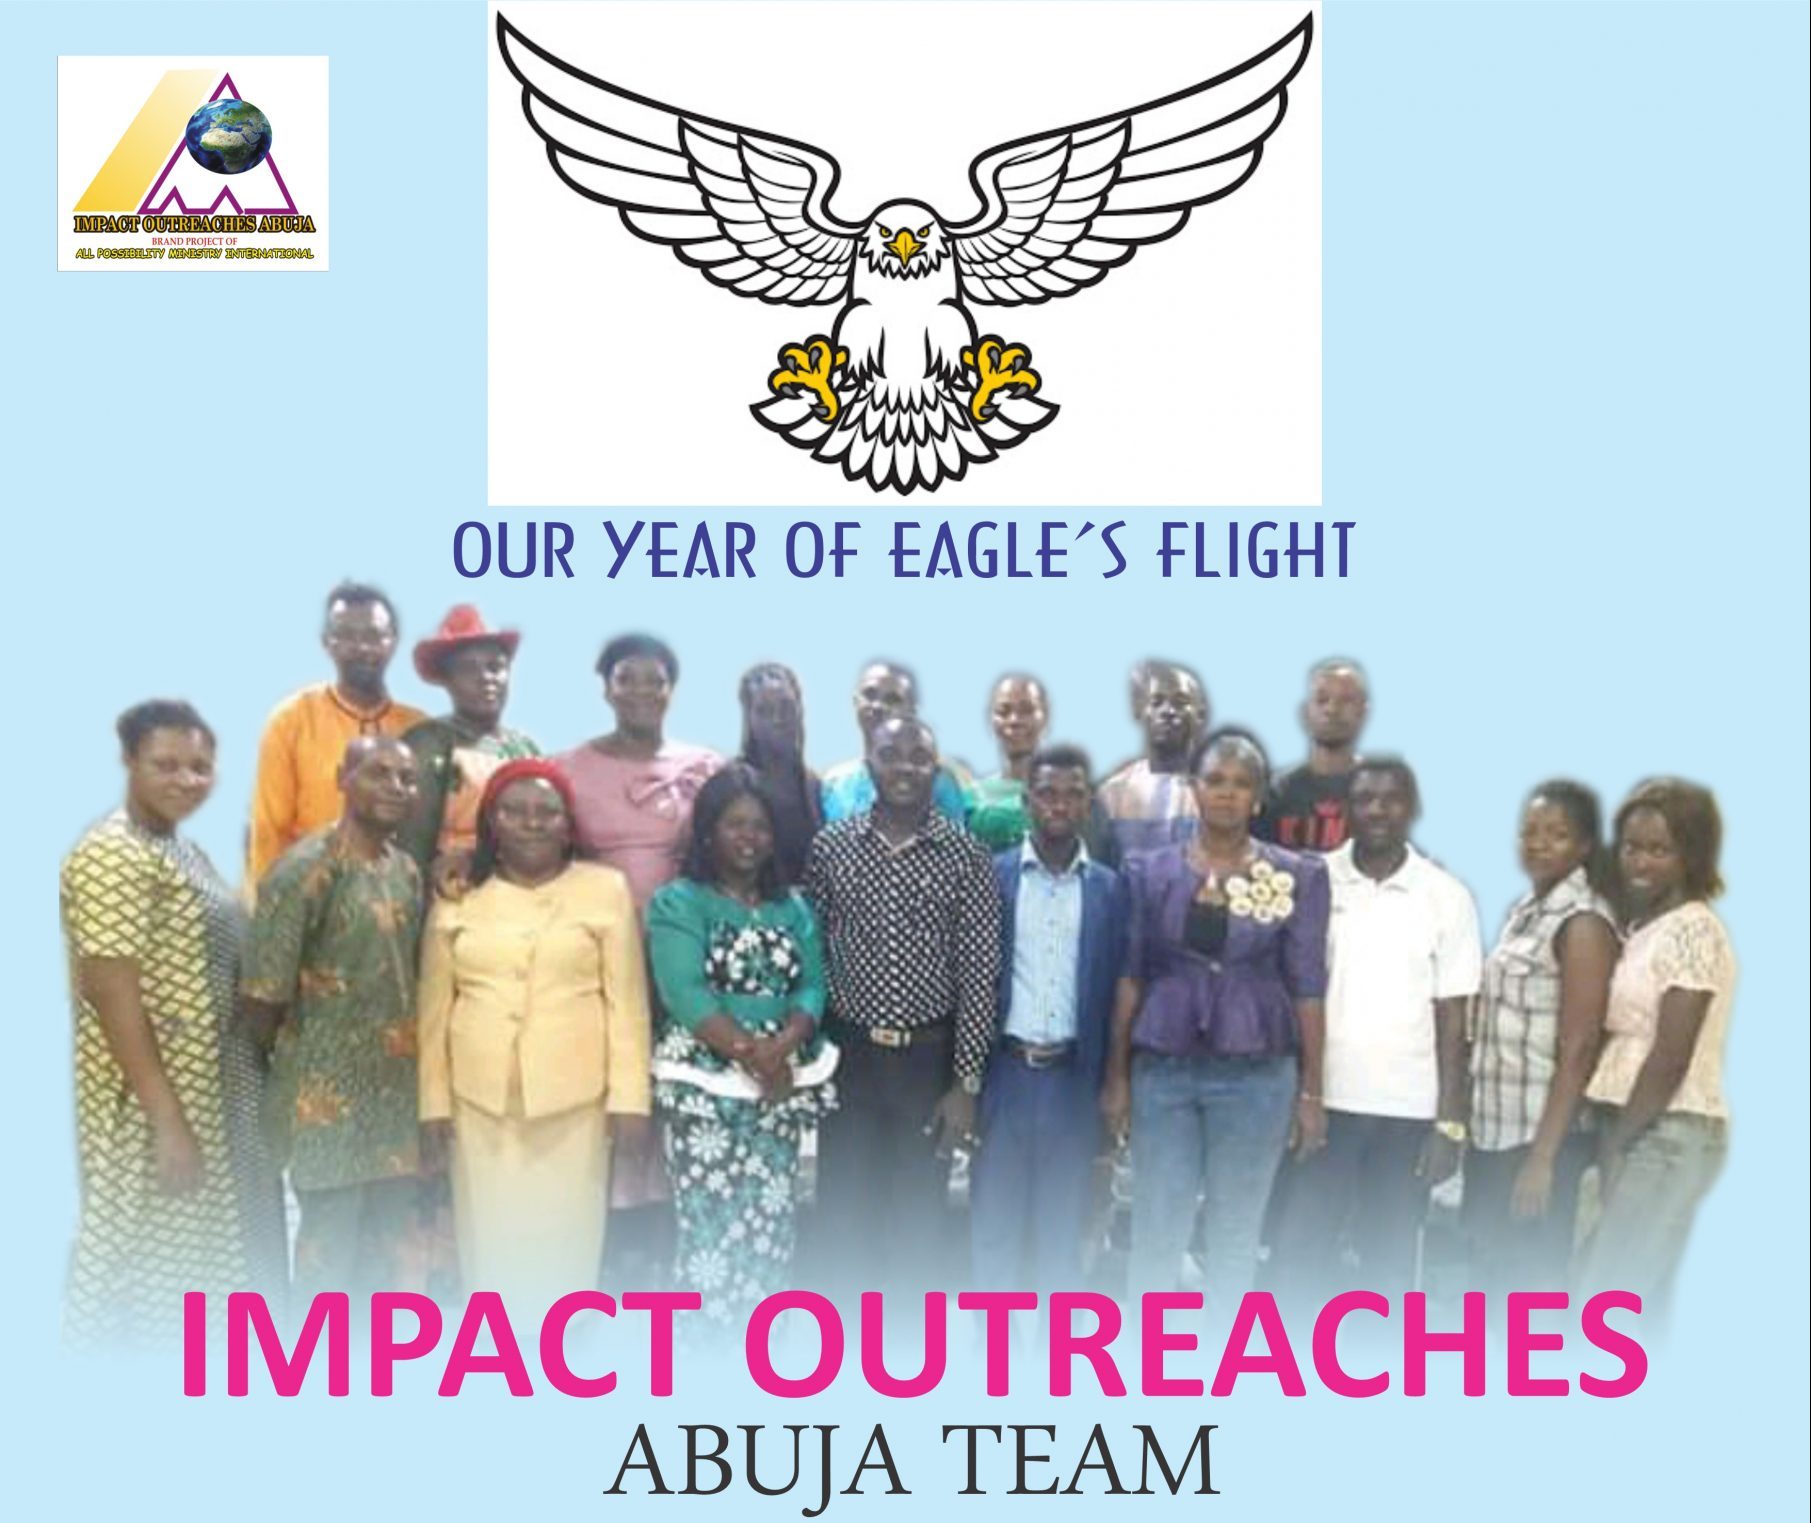 IMPACT OUTREACHES ABUJA
BRAND PROJECT OF
ALL POSSIBILITY MINISTRY INTERNATIONAL
OUR YEAR OF EAGLE'S FLIGHT
IMPACT OUTREACHES
ABUJA TEAM